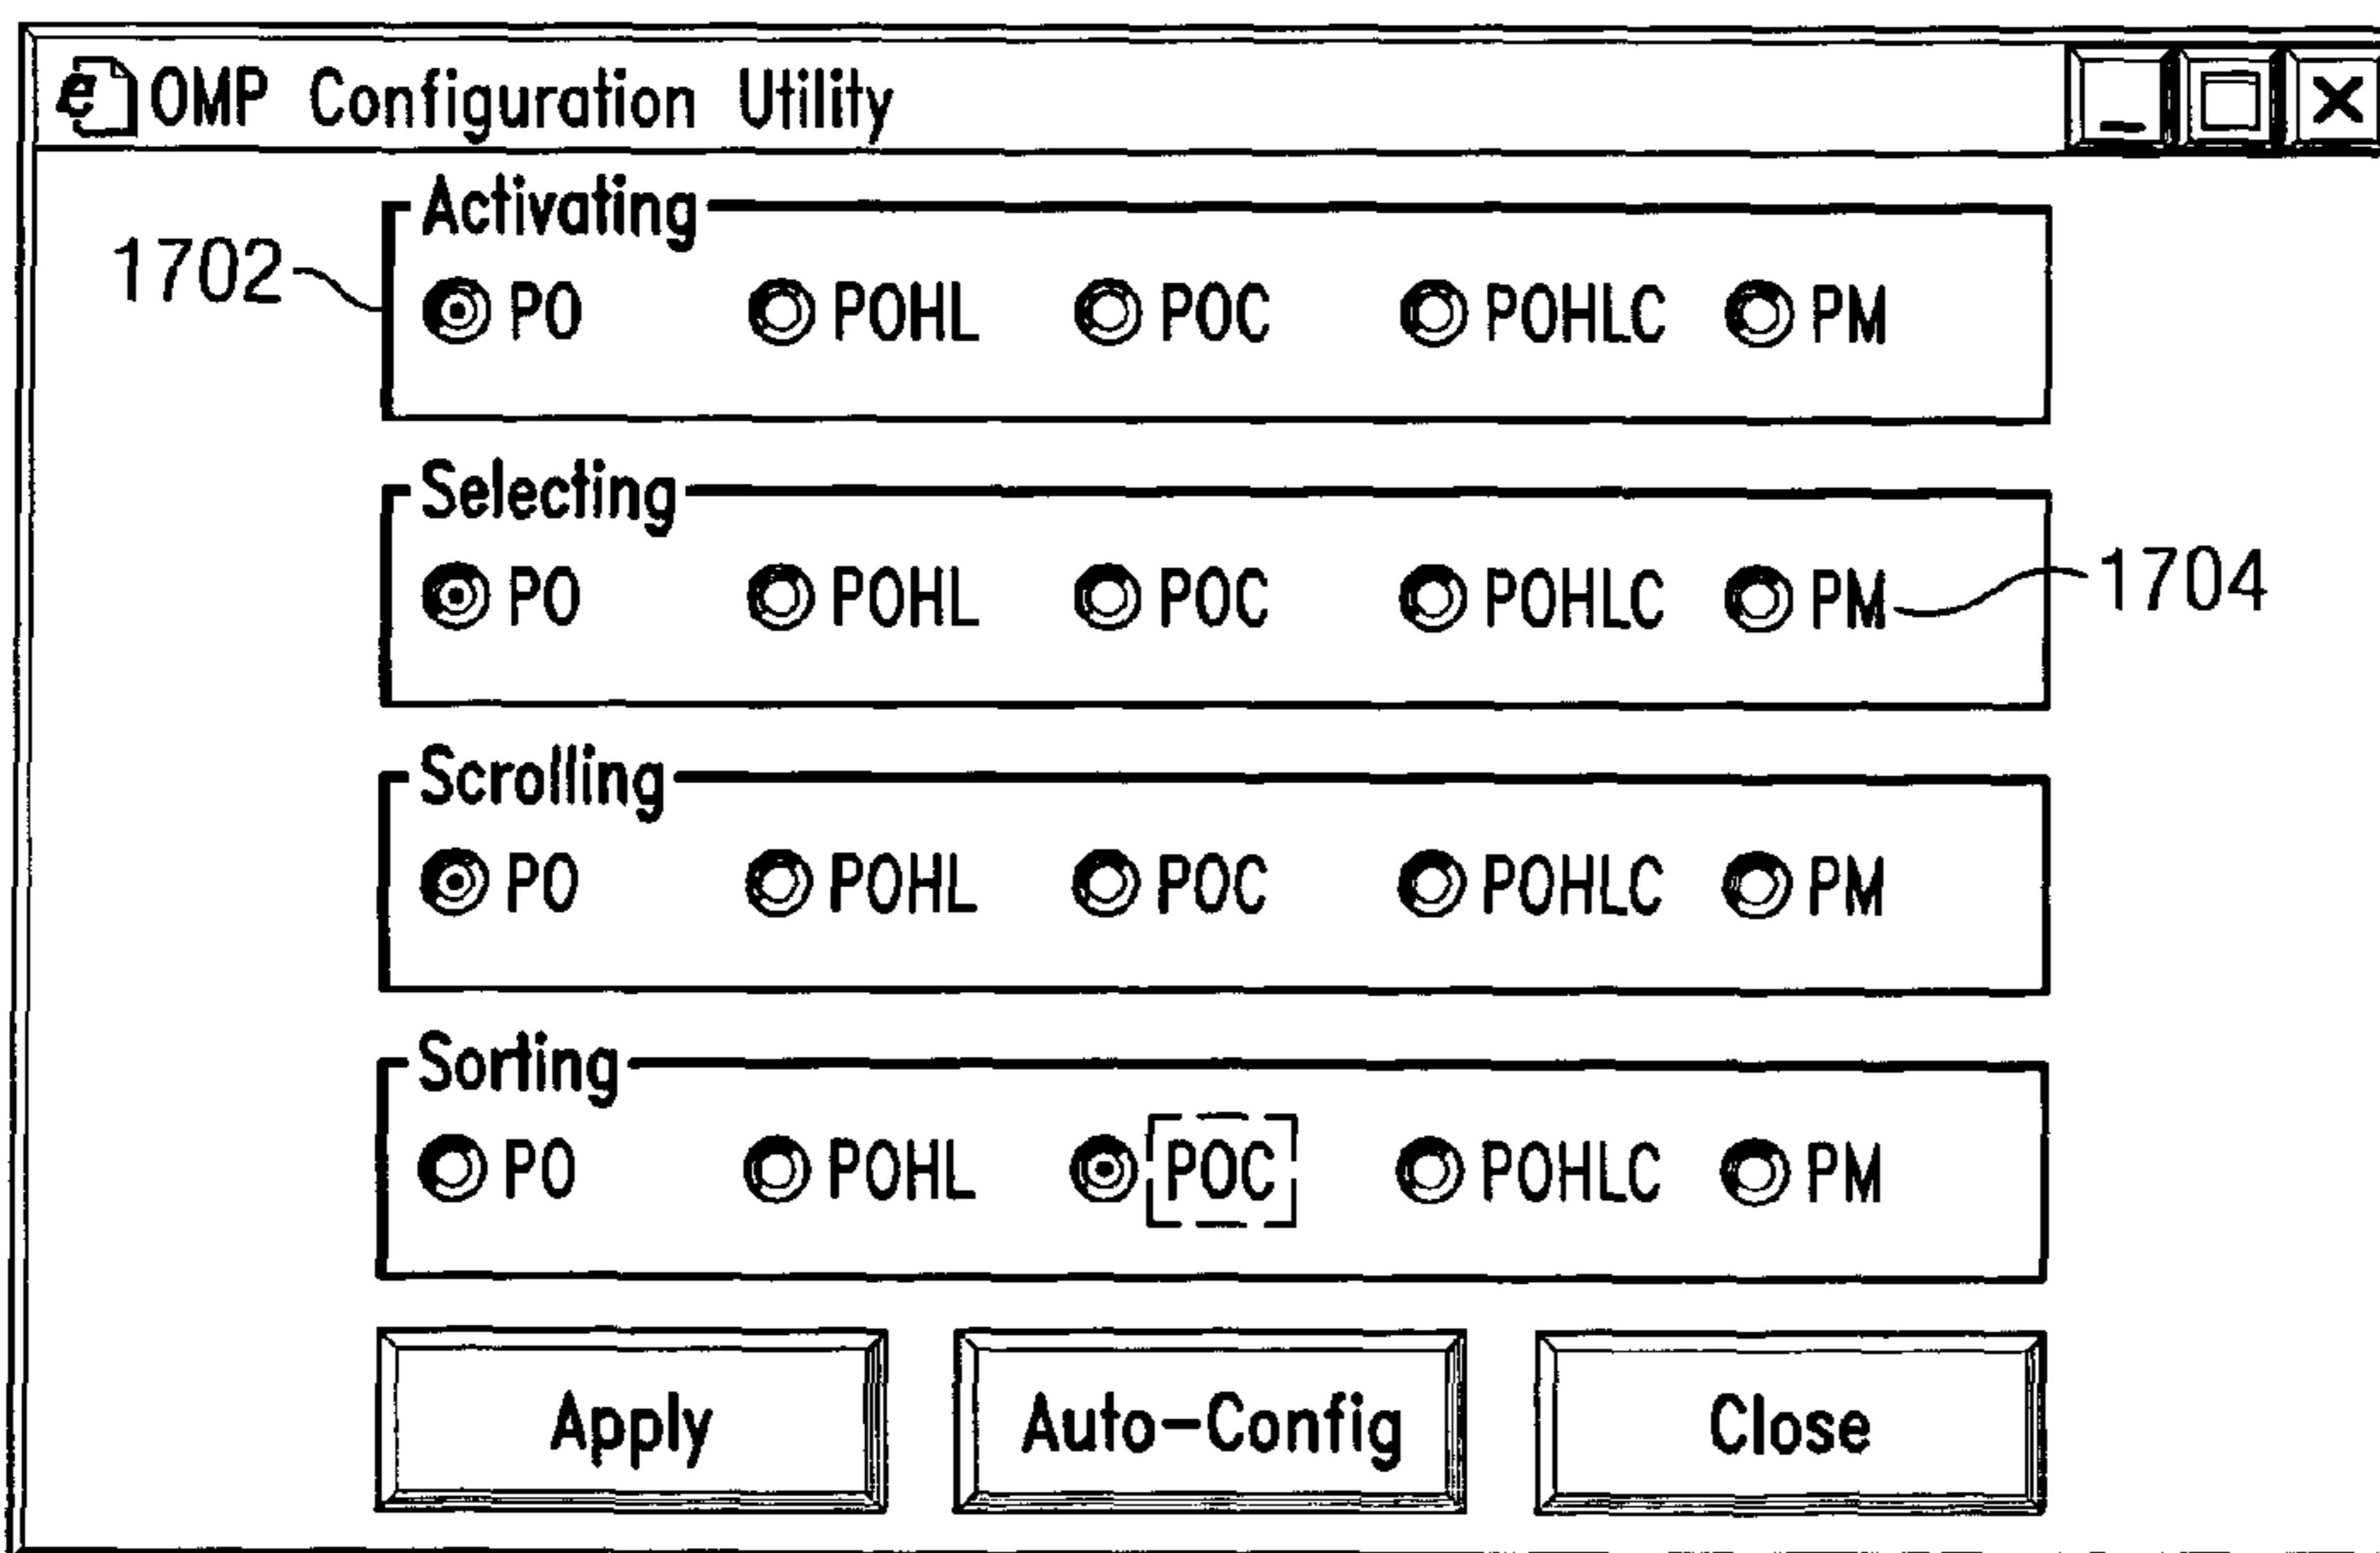 OMP Configuration Utility
Activating
1702
PO POHL POC POHLC PM
Selecting
PO POHL POC POHLC PM
1704
Scrolling
PO POHL POC POHLC PM
Sorting
PO POHL POC POHLC PM
Apply Auto-Config Close